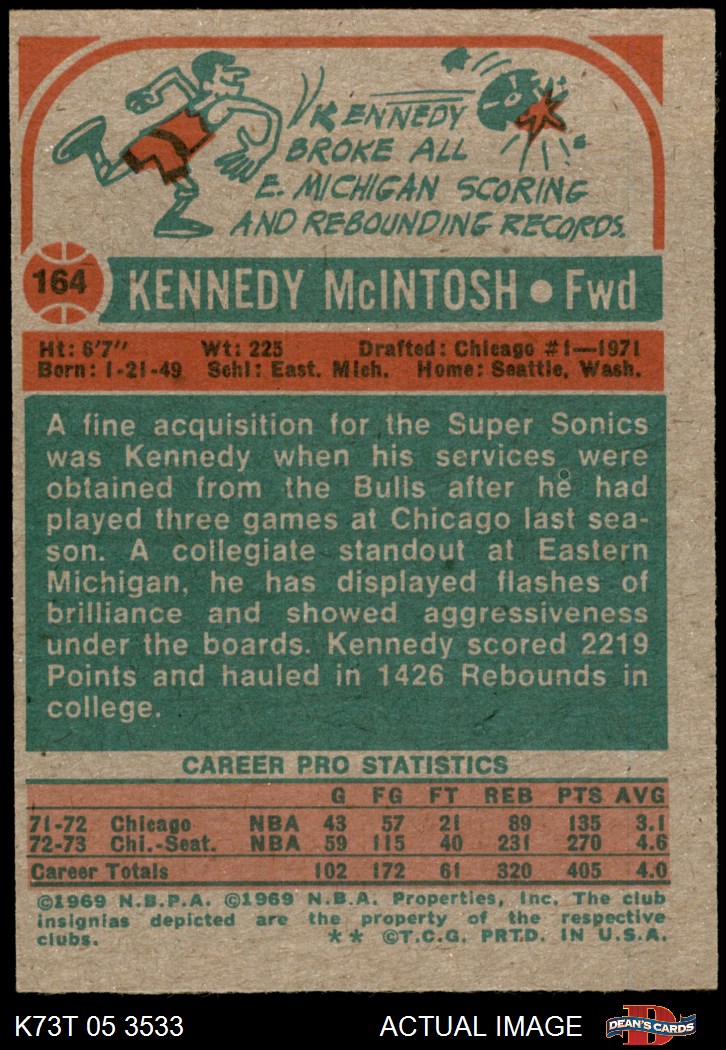 KENNEDY
BROKE ALL
E. MICHIGAN SCORING
AND REBOUNDING RECORDS.
164
KENNEDY McINTOSH • Fwd
Ht: 6'7" Wt: 225 Drafted: Chicago #1—1971
Born: 1-21-49 Schl: East. Mich. Home: Seattle, Wash.
A fine acquisition for the Super Sonics
was Kennedy when his services were
obtained from the Bulls after he had
played three games at Chicago last sea-
son. A collegiate standout at Eastern
Michigan, he has displayed flashes of
brilliance and showed aggressiveness
under the boards. Kennedy scored 2219
Points and hauled in 1426 Rebounds in
college.
CAREER PRO STATISTICS
G FG FT REB PTS AVG
71-72 Chicago NBA 43 57 21 89 135 3.1
72-73 Chi.-Seat. NBA 59 115 40 231 270 4.6
Career Totals 102 172 61 320 405 4.0
©1969 N.B.P.A. ©1969 N.B.A. Properties, Inc. The club
insignias depicted are the property of the respective
clubs. ** ©T.C.G. PRTD. IN U.S.A.
K73T 05 3533 ACTUAL IMAGE DEAN'S CARDS